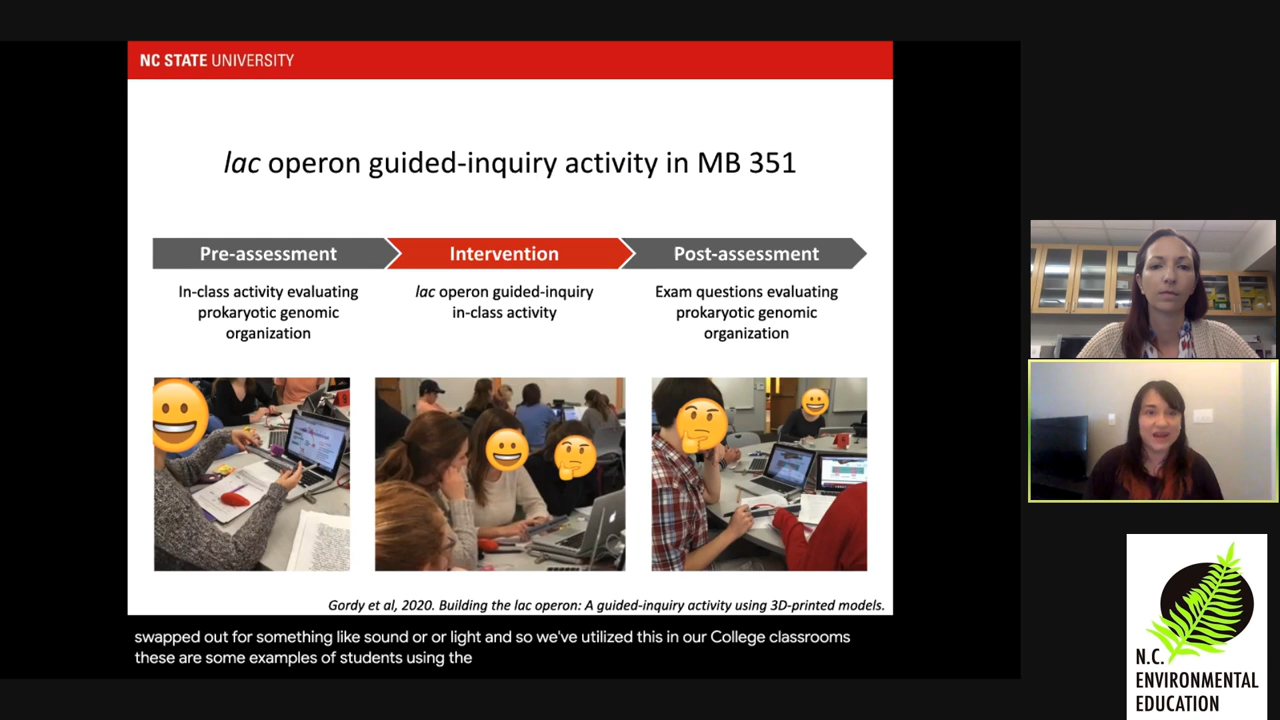 NC STATE UNIVERSITY
lac operon guided-inquiry activity in MB 351
Pre-assessment
In-class activity evaluating
prokaryotic genomic
organization
Intervention
lac operon guided-inquiry
in-class activity
Post-assessment
Exam questions evaluating
prokaryotic genomic
organization
Gordy et al, 2020. Building the lac operon: A guided-inquiry activity using 3D-printed models.
swapped out for something like sound or or light and so we've utilized this in our College classrooms
these are some examples of students using the
N.C.
ENVIRONMENTAL
EDUCATION